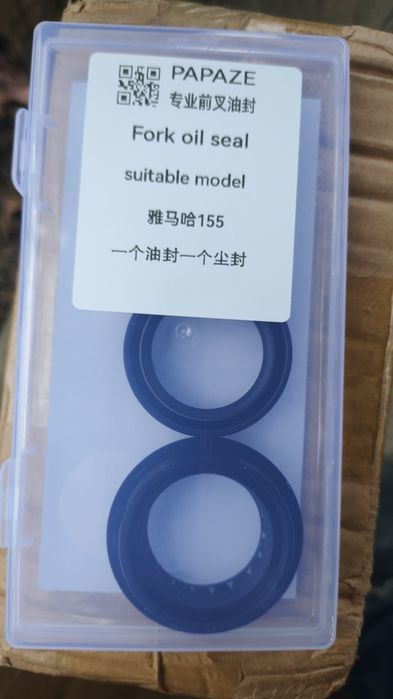 PAPAZE
专业前叉油封
Fork oil seal
suitable model
雅马哈155
一个油封一个尘封